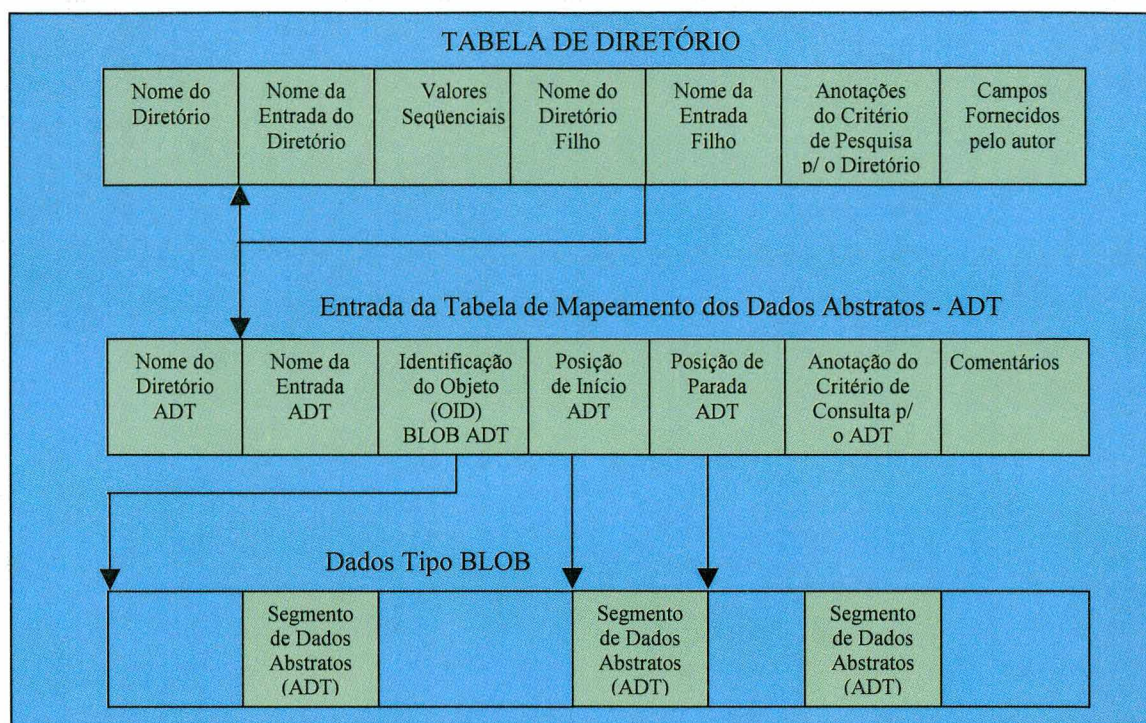 TABELA DE DIRETÓRIO
Nome do
Diretório
Nome da
Entrada do
Diretório
Valores
Seqüenciais
Nome do
Diretório
Filho
Nome da
Entrada
Filho
Anotações
do Critério
de Pesquisa
p/ o Diretório
Campos
Fornecidos
pelo autor
Entrada da Tabela de Mapeamento dos Dados Abstratos - ADT
Nome do
Diretório
ADT
Nome da
Entrada
ADT
Identificação
do Objeto
(OID)
BLOB ADT
Posição
de Início
ADT
Posição de
Parada
ADT
Anotação do
Critério de
Consulta p/
o ADT
Comentários
Dados Tipo BLOB
Segmento
de Dados
Abstratos
(ADT)
Segmento
de Dados
Abstratos
(ADT)
Segmento
de Dados
Abstratos
(ADT)